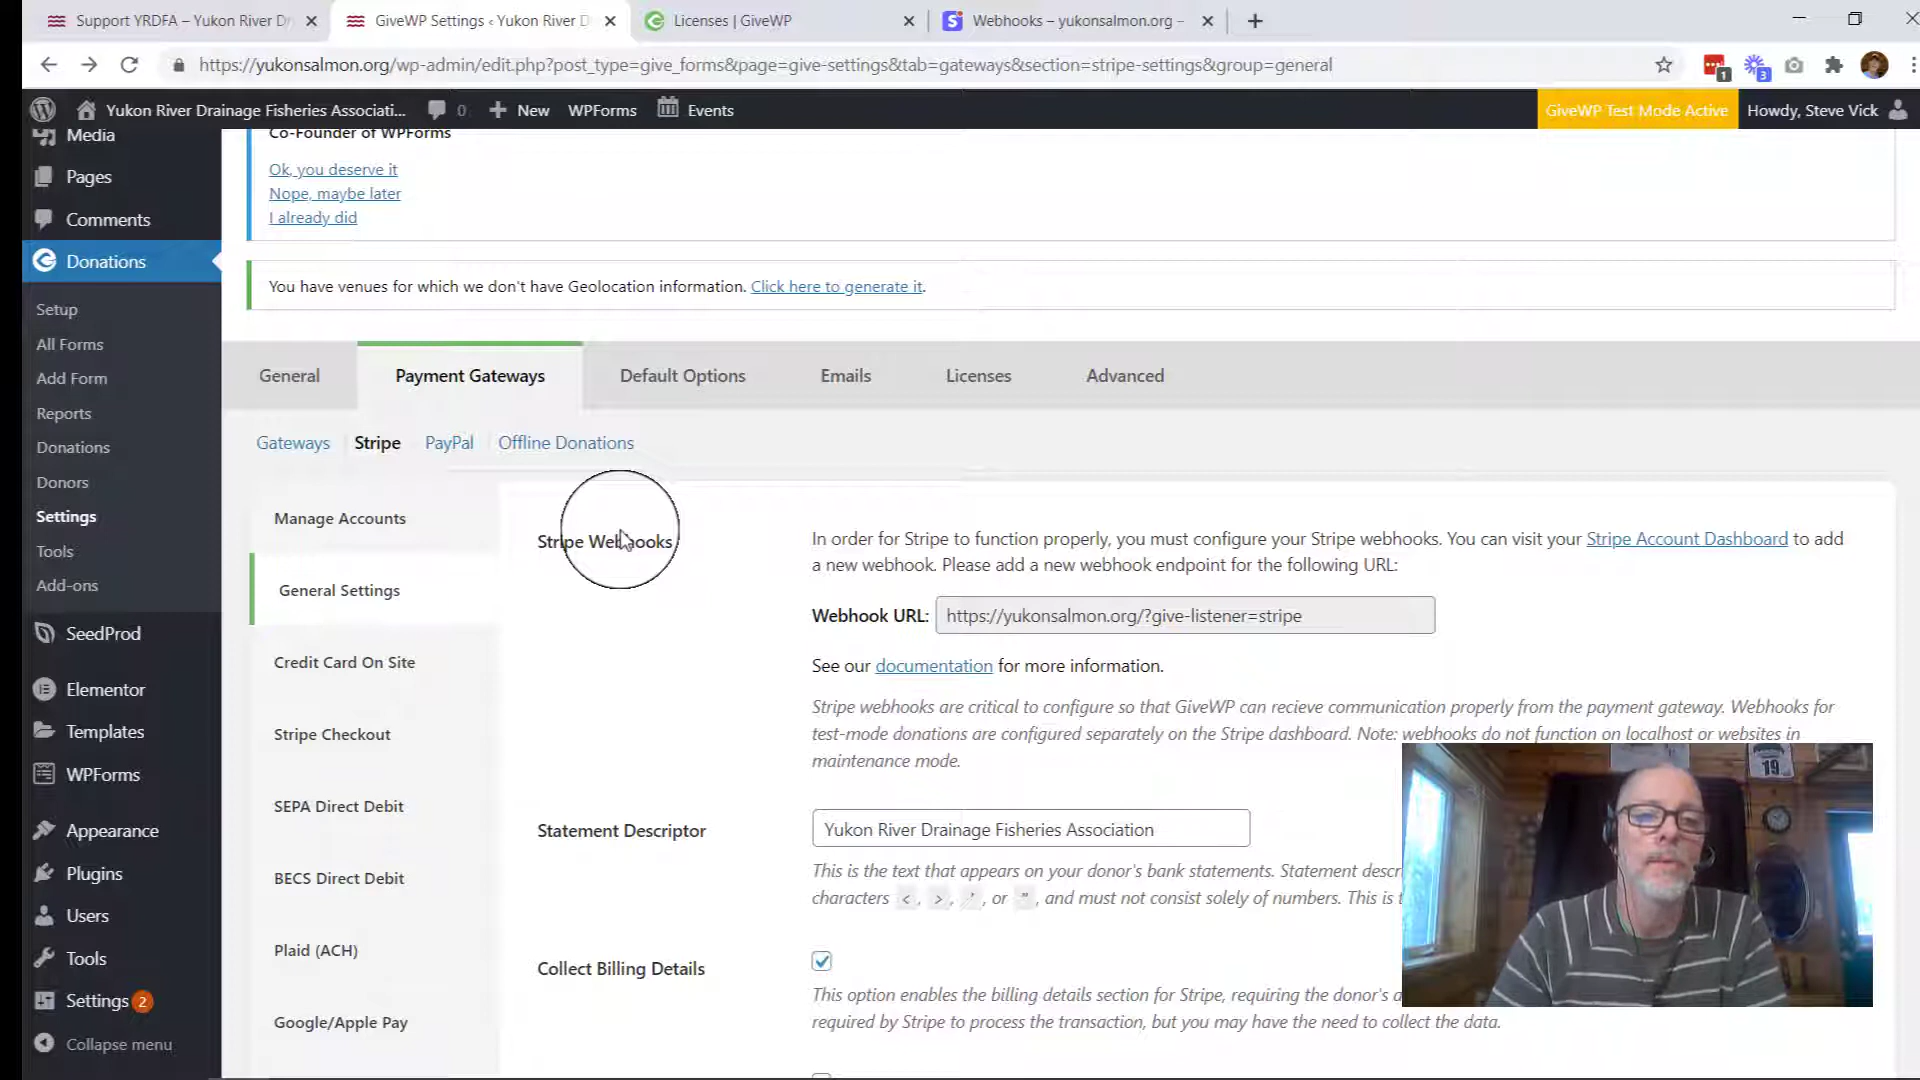 Support YRDFA – Yukon River Dr
GiveWP Settings ‹ Yukon River D
Licenses | GiveWP
Webhooks – yukonsalmon.org –
https://yukonsalmon.org/wp-admin/edit.php?post_type=give_forms&page=give-settings&tab=gateways&section=stripe-settings&group=general
1
3
Yukon River Drainage Fisheries Associati...
0
New
WPForms
Events
GiveWP Test Mode Active
Howdy, Steve Vick
Media
Pages
Comments
Donations
Setup
All Forms
Add Form
Reports
Donations
Donors
Settings
Tools
Add-ons
SeedProd
Elementor
Templates
WPForms
Appearance
Plugins
Users
Tools
Settings 2
Collapse menu
Co-Founder of WPForms
Ok, you deserve it
Nope, maybe later
I already did
You have venues for which we don't have Geolocation information. Click here to generate it.
General
Payment Gateways
Default Options
Emails
Licenses
Advanced
Gateways
Stripe
PayPal
Offline Donations
Manage Accounts
General Settings
Credit Card On Site
Stripe Checkout
SEPA Direct Debit
BECS Direct Debit
Plaid (ACH)
Google/Apple Pay
Stripe Webhooks
In order for Stripe to function properly, you must configure your Stripe webhooks. You can visit your Stripe Account Dashboard to add
a new webhook. Please add a new webhook endpoint for the following URL:
Webhook URL: https://yukonsalmon.org/?give-listener=stripe
See our documentation for more information.
Stripe webhooks are critical to configure so that GiveWP can recieve communication properly from the payment gateway. Webhooks for
test-mode donations are configured separately on the Stripe dashboard. Note: webhooks do not function on localhost or websites in
maintenance mode.
Statement Descriptor
Yukon River Drainage Fisheries Association
This is the text that appears on your donor's bank statements. Statement descr
characters < , > , ' , or " , and must not consist solely of numbers. This is t
Collect Billing Details
This option enables the billing details section for Stripe, requiring the donor's a
required by Stripe to process the transaction, but you may have the need to collect the data.
19